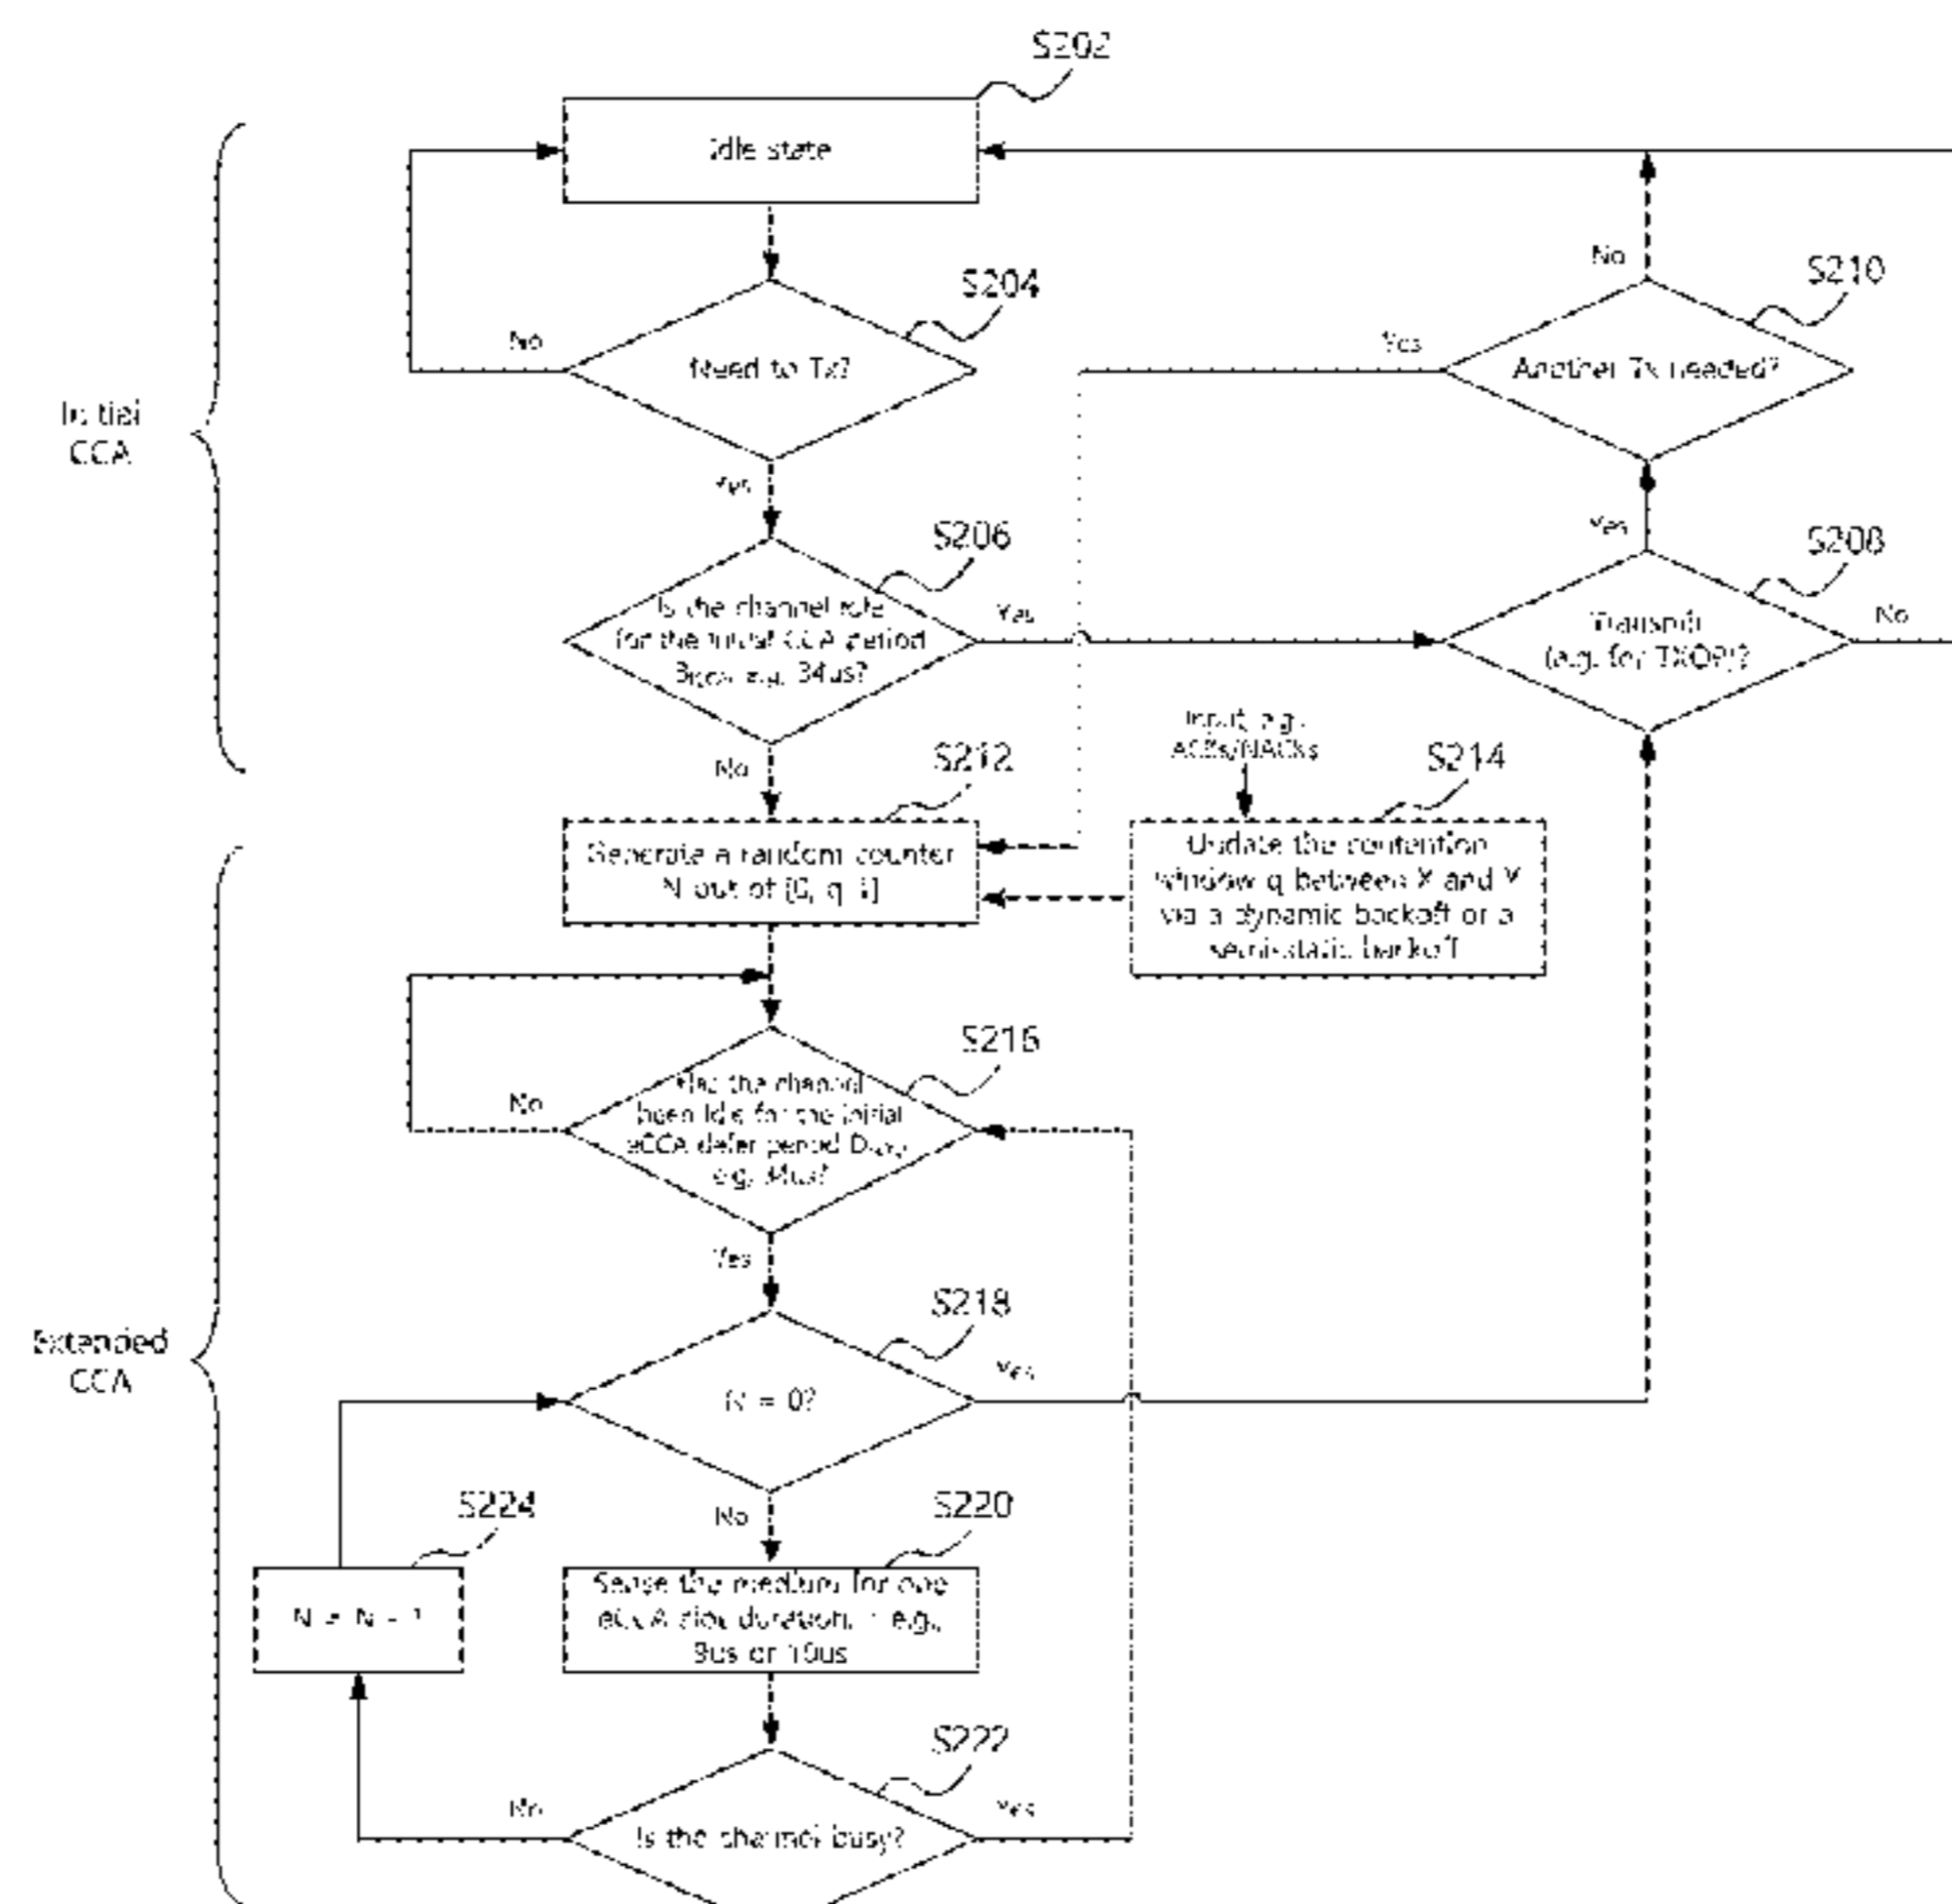 S202
Idle state
S204
No
Need to Tx?
Yes
Initial
CCA
S206
Is the channel idle
for the initial CCA period
e.g. 34us?
Yes
No
S210
No
Another Tx needed?
Yes
Yes
S208
Transmit
(e.g. for TXOP)?
No
S212
Generate a random counter
N out of [0, q-1]
Input, e.g.
ACKs/NACKs
S214
Update the contention
window q between X and Y
via a dynamic backoff or a
semi-static backoff
S216
Has the channel
been idle for the initial
eCCA defer period
e.g. 34us?
No
Yes
Extended
CCA
S218
N = 0?
Yes
No
S224
N = N - 1
S220
Sense the medium for one
eCCA slot duration, e.g.,
9us or 10us
S222
Is the channel busy?
No
Yes